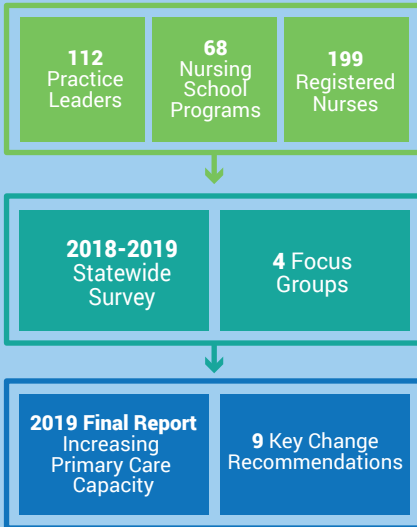 112
Practice
Leaders
68
Nursing
School
Programs
199
Registered
Nurses
2018-2019
Statewide
Survey
4 Focus
Groups
2019 Final Report
Increasing
Primary Care
Capacity
9 Key Change
Recommendations